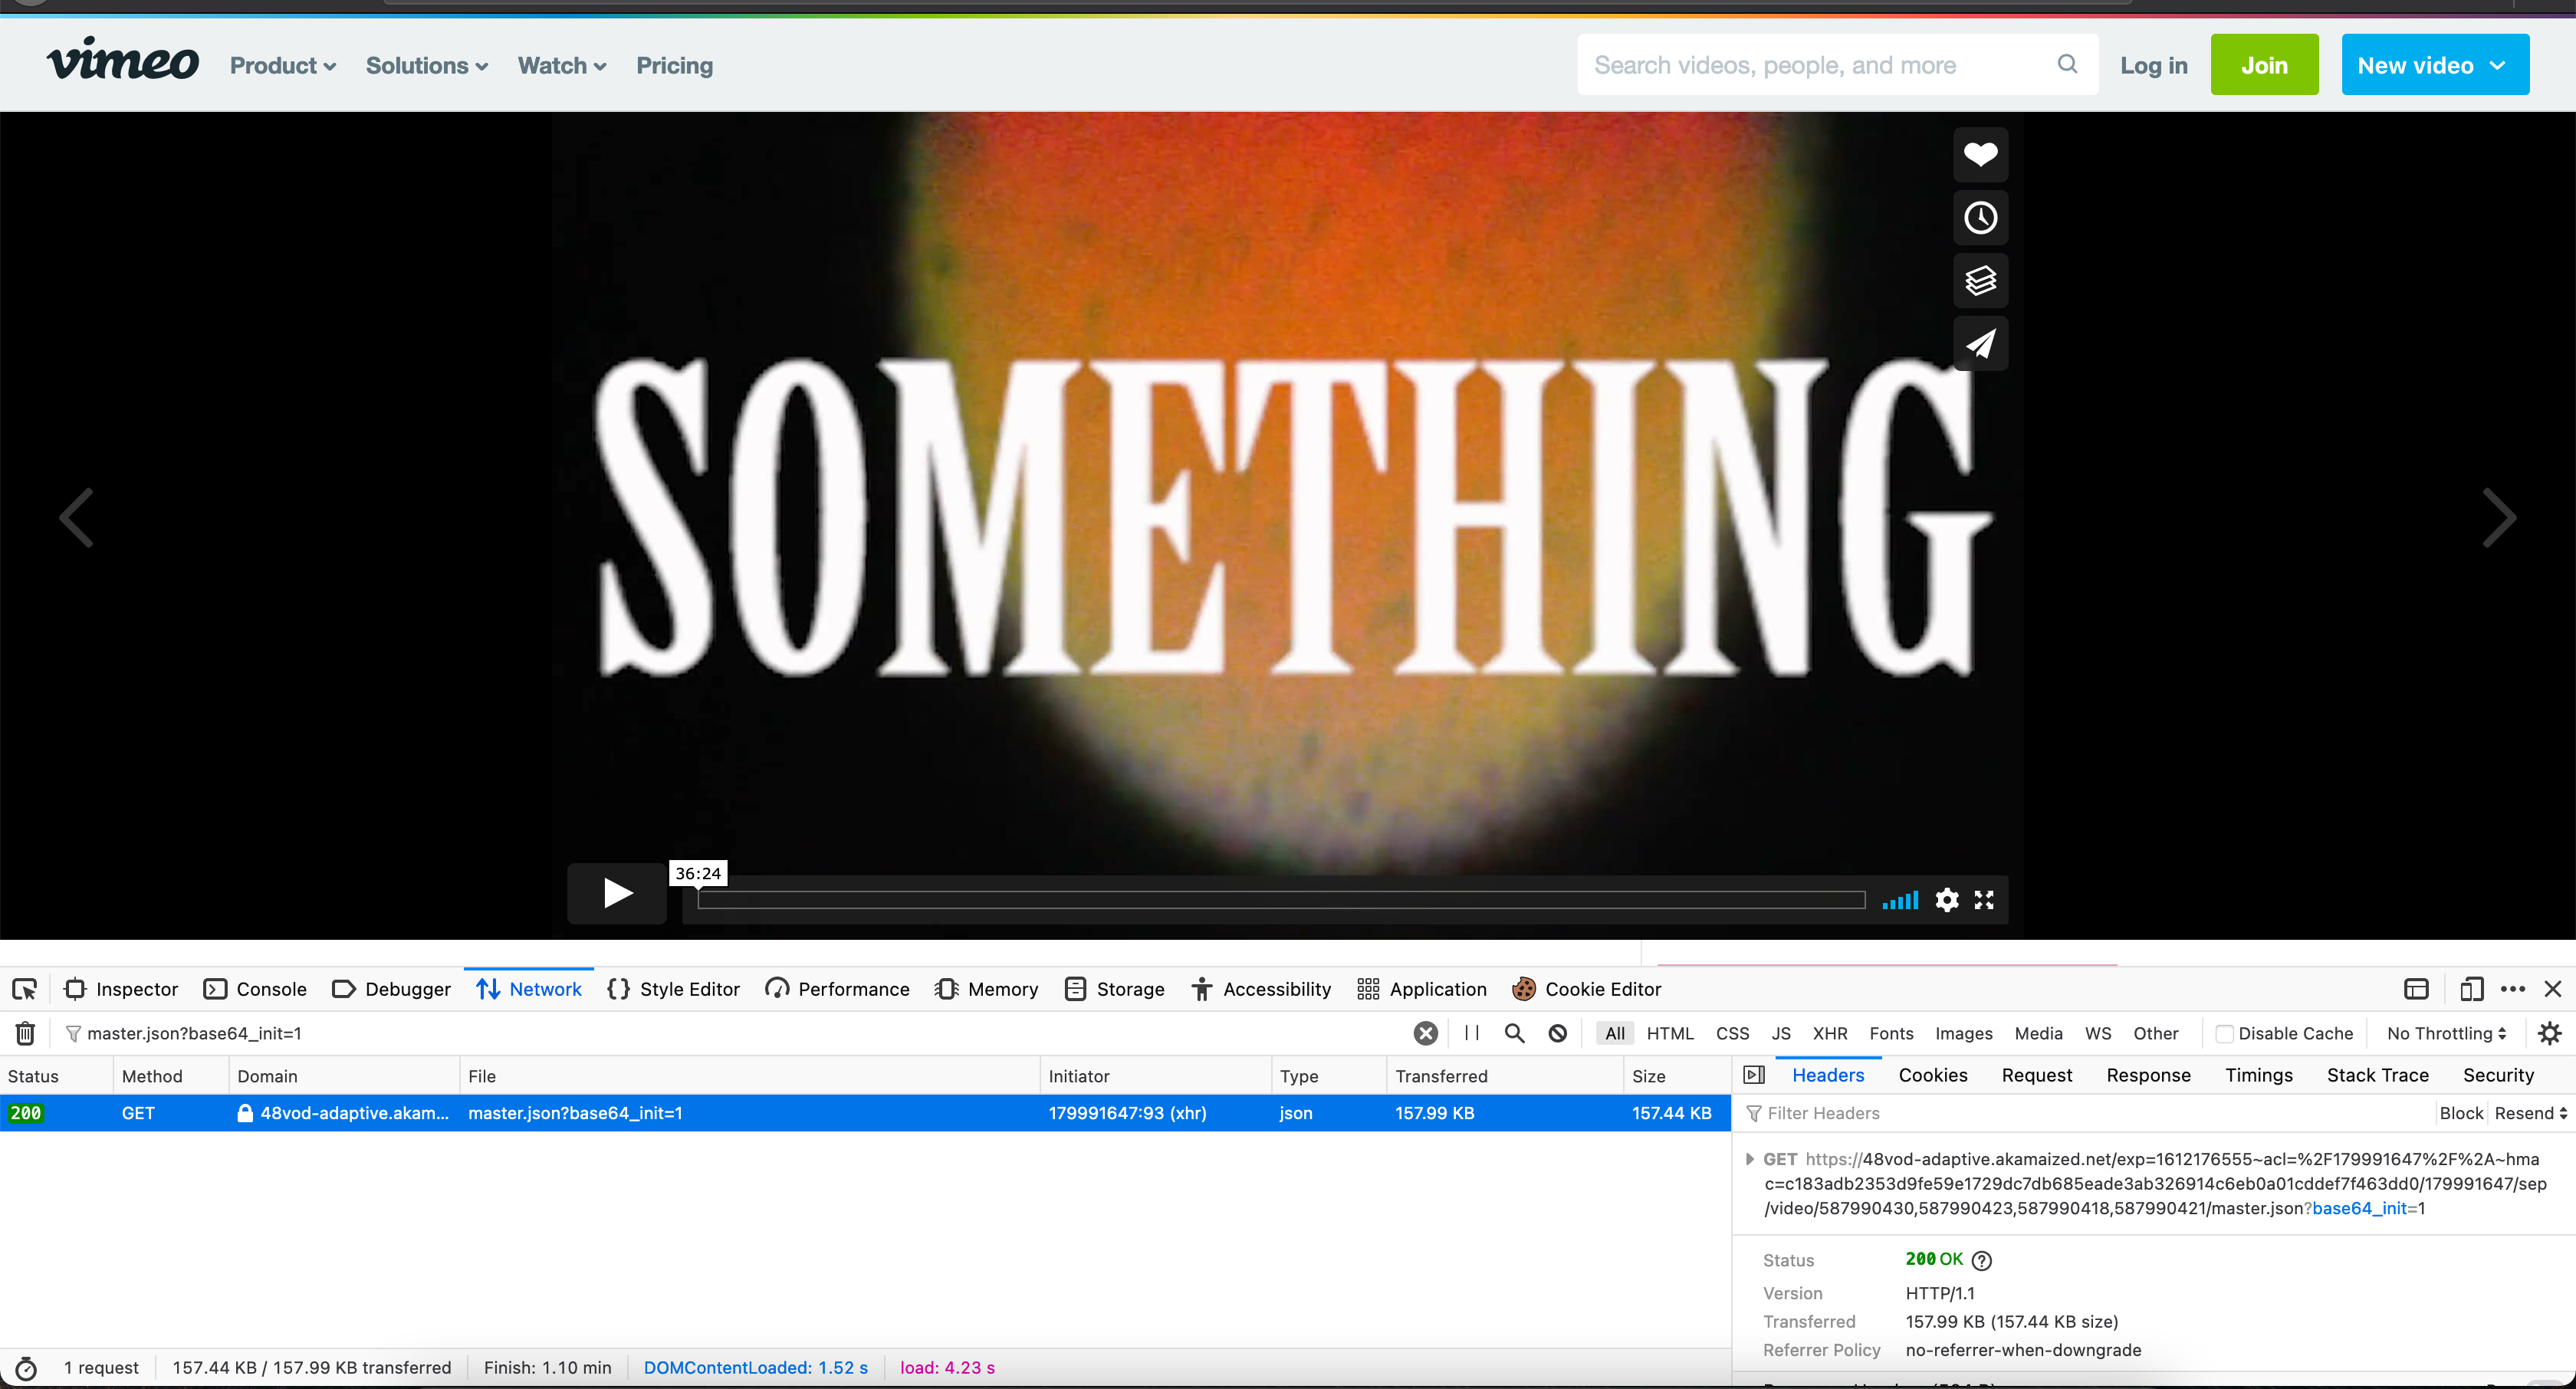 vimeo Product Solutions Watch Pricing Search videos, people, and more Log in Join New video
SOMETHING
36:24
Inspector Console Debugger Network Style Editor Performance Memory Storage Accessibility Application Cookie Editor
master.json?base64_init=1 All HTML CSS JS XHR Fonts Images Media WS Other Disable Cache No Throttling
Status Method Domain File Initiator Type Transferred Size Headers Cookies Request Response Timings Stack Trace Security
200 GET 48vod-adaptive.akam... master.json?base64_init=1 179991647:93 (xhr) json 157.99 KB 157.44 KB Filter Headers Block Resend
GET https://48vod-adaptive.akamaized.net/exp=1612176555~acl=%2F179991647%2F%2A~hma
c=c183adb2353d9fe59e1729dc7db685eade3ab326914c6eb0a01cddef7f463dd0/179991647/sep
/video/587990430,587990423,587990418,587990421/master.json?base64_init=1
Status 200 OK
Version HTTP/1.1
Transferred 157.99 KB (157.44 KB size)
Referrer Policy no-referrer-when-downgrade
1 request 157.44 KB / 157.99 KB transferred Finish: 1.10 min DOMContentLoaded: 1.52 s load: 4.23 s